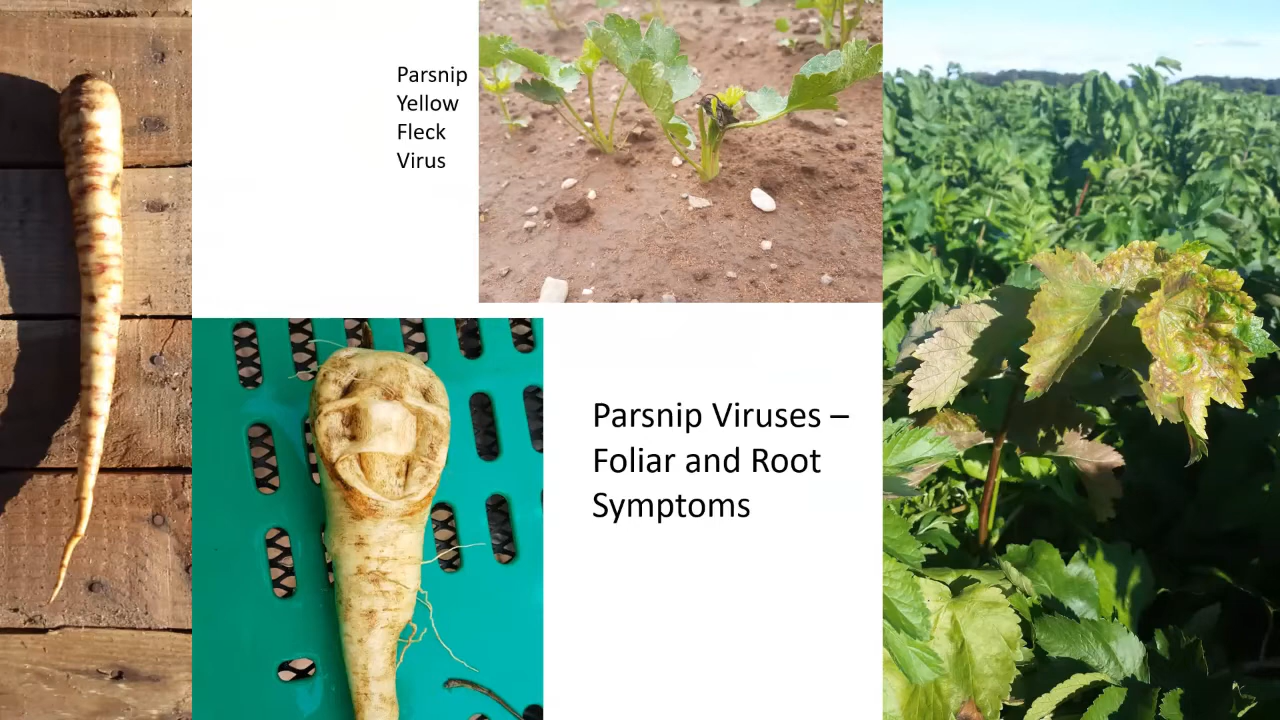 Parsnip
Yellow
Fleck
Virus
Parsnip Viruses –
Foliar and Root
Symptoms